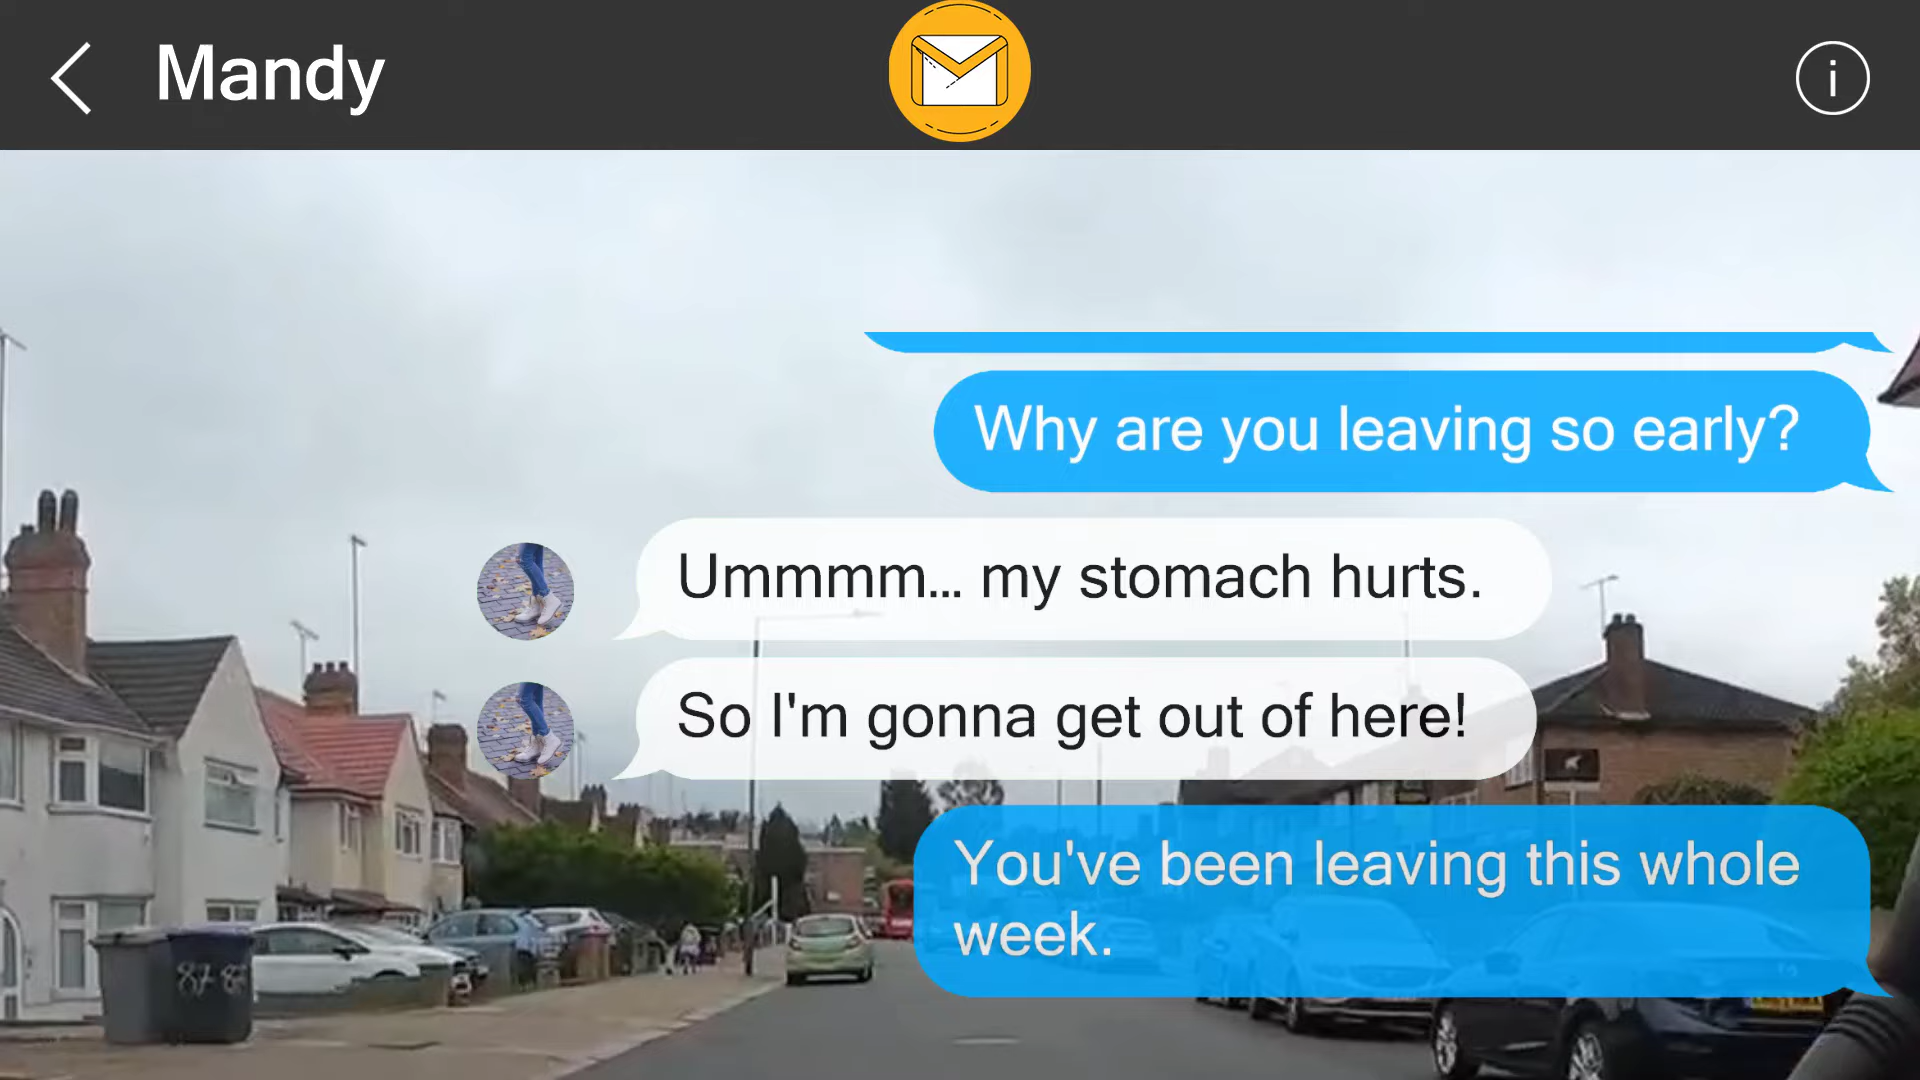 Mandy
i
Why are you leaving so early?
Ummmm... my stomach hurts.
So I'm gonna get out of here!
You've been leaving this whole
week.
87